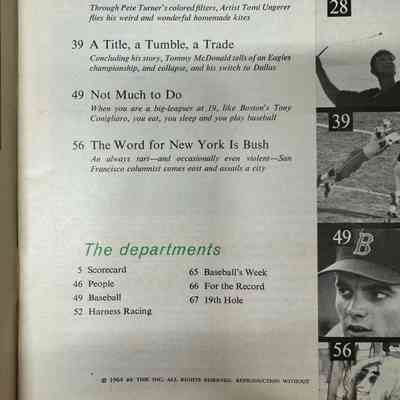 Through Pete Turner's colored filters, Artist Tomi Ungerer
flies his weird and wonderful homemade kites
28
39 A Title, a Tumble, a Trade
Concluding his story, Tommy McDonald tells of an Eagles
championship, and collapse, and his switch to Dallas
39
49 Not Much to Do
When you are a big-leaguer at 19, like Boston's Tony
Conigliaro, you eat, you sleep and you play baseball
56 The Word for New York Is Bush
An always tart—and occasionally even violent—San
Francisco columnist comes east and assails a city
49
B
The departments
5 Scorecard
46 People
49 Baseball
52 Harness Racing
65 Baseball's Week
66 For the Record
67 19th Hole
56
© 1964 BY TIME INC. ALL RIGHTS RESERVED. REPRODUCTION WITHOUT